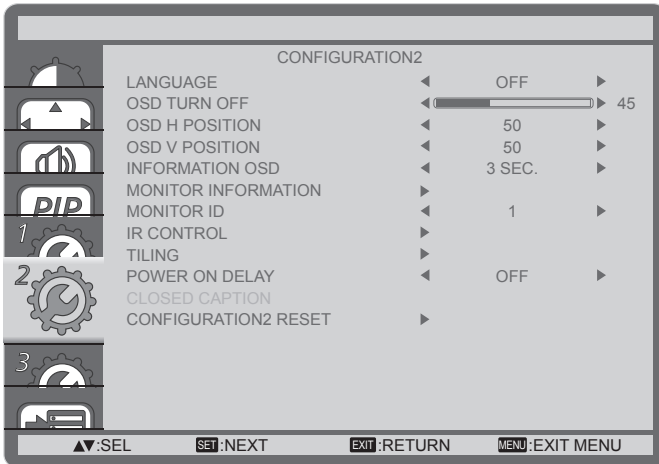 CONFIGURATION2
LANGUAGE OFF
OSD TURN OFF 45
OSD H POSITION 50
OSD V POSITION 50
INFORMATION OSD 3 SEC.
MONITOR INFORMATION
PIP
MONITOR ID 1
1
IR CONTROL
TILING
2
POWER ON DELAY OFF
CLOSED CAPTION
CONFIGURATION2 RESET
3
▲▼:SEL SET:NEXT EXIT:RETURN MENU:EXIT MENU